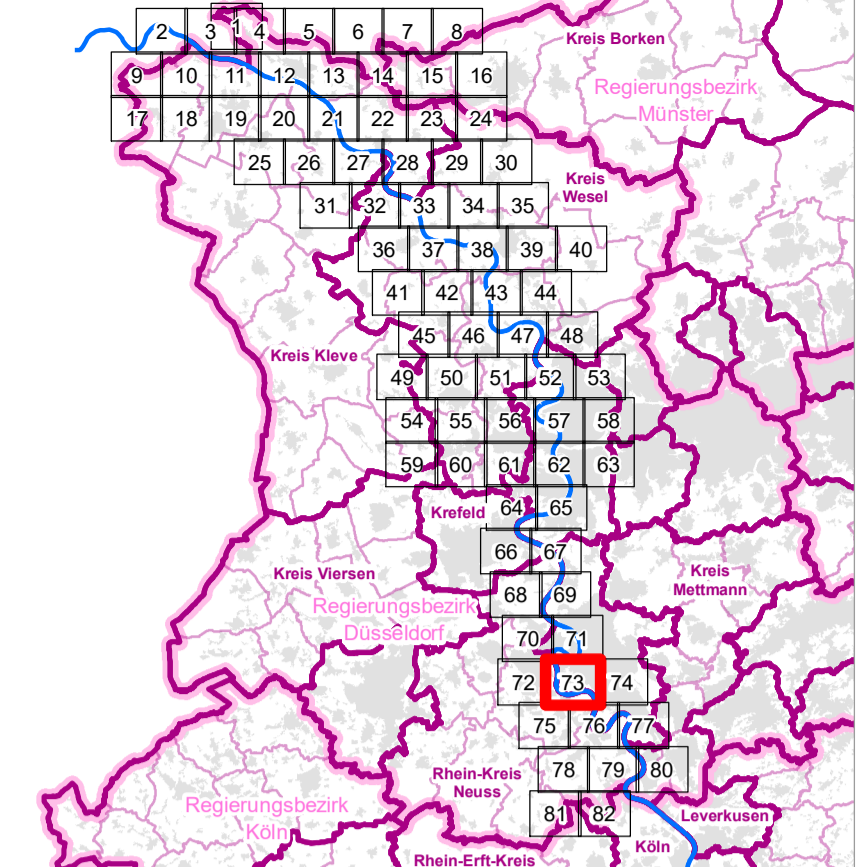 2 3 1 4 5 6 7 8
Kreis Borken
9 10 11 12 13 14 15 16
Regierungsbezirk
Münster
17 18 19 20 21 22 23 24
25 26 27 28 29 30
Kreis
Wesel
31 32 33 34 35
36 37 38 39 40
41 42 43 44
45 46 47 48
Kreis Kleve
49 50 51 52 53
54 55 56 57 58
59 60 61 62 63
64 65
Krefeld
66 67
Kreis Viersen
Kreis
Mettmann
68 69
Regierungsbezirk
Düsseldorf
70 71
72 73 74
75 76 77
78 79 80
Rhein-Kreis
Neuss
Regierungsbezirk
Köln
81 82
Leverkusen
Köln
Rhein-Erft-Kreis